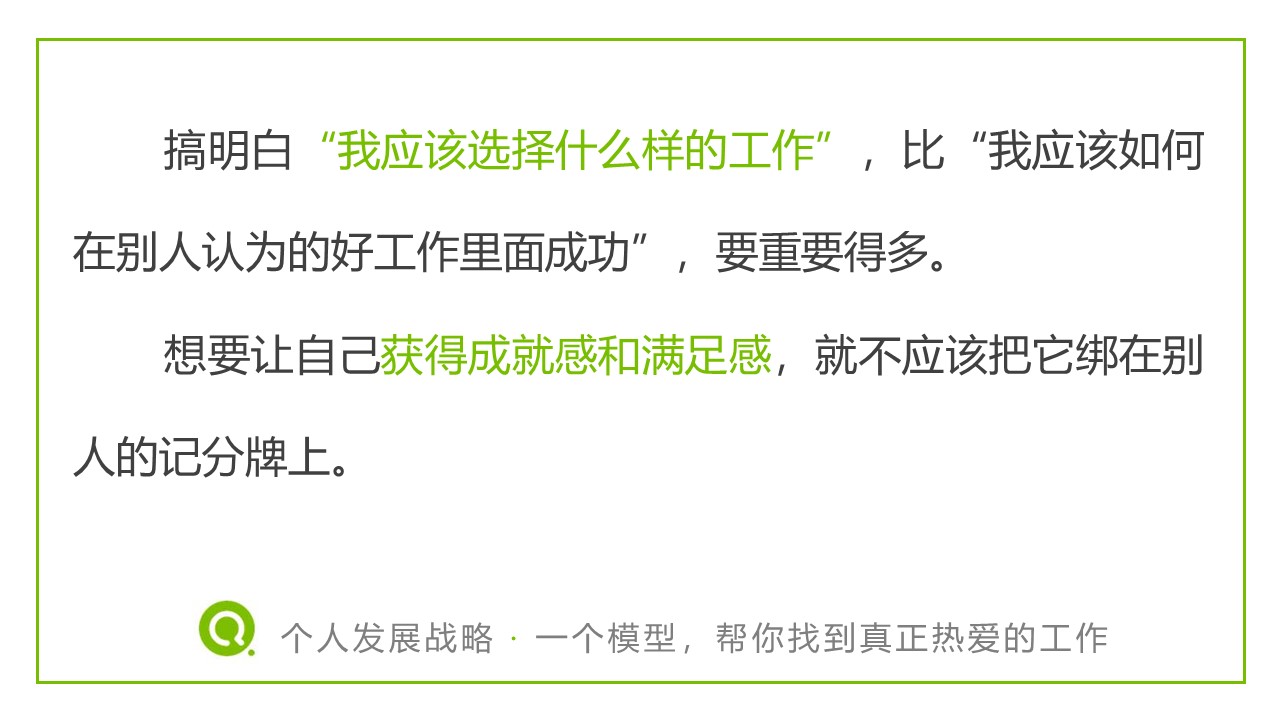 搞明白“我应该选择什么样的工作”，比“我应该如何
在别人认为的好工作里面成功”，要重要得多。
想要让自己获得成就感和满足感，就不应该把它绑在别
人的记分牌上。
个人发展战略·一个模型，帮你找到真正热爱的工作